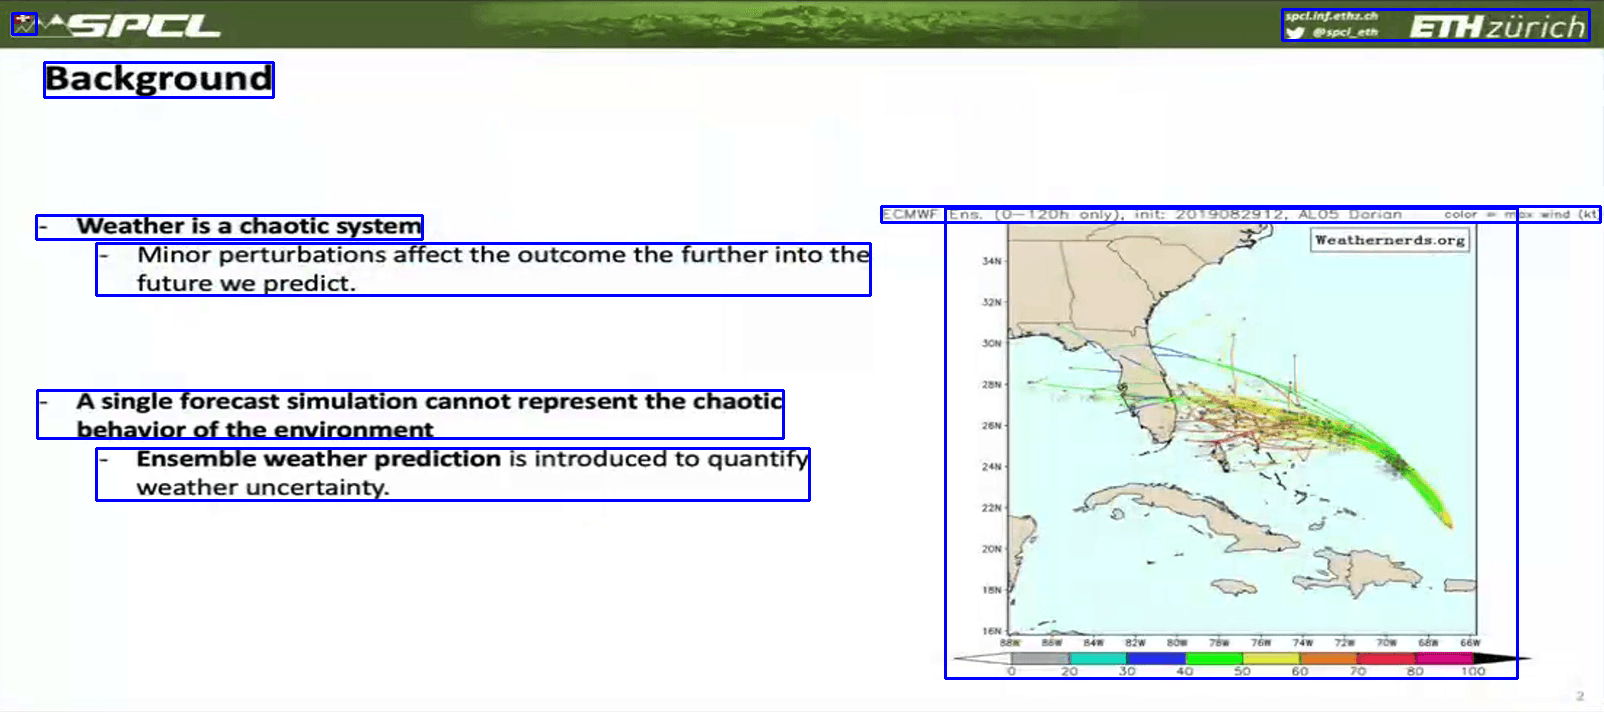 SPCL
spcl.inf.ethz.ch
@spcl_eth
ETH zürich
Background
- Weather is a chaotic system
- Minor perturbations affect the outcome the further into the
future we predict.
- A single forecast simulation cannot represent the chaotic
behavior of the environment
- Ensemble weather prediction is introduced to quantify
weather uncertainty.
ECMWF Ens. (0-120h only), init: 2019082912, AL05 Dorian color = max wind (kt)
Weathernerds.org
34N
32N
30N
28N
26N
24N
22N
20N
18N
16N
88W 86W 84W 82W 80W 78W 76W 74W 72W 70W 68W 66W
0 20 30 40 50 60 70 80 100
2